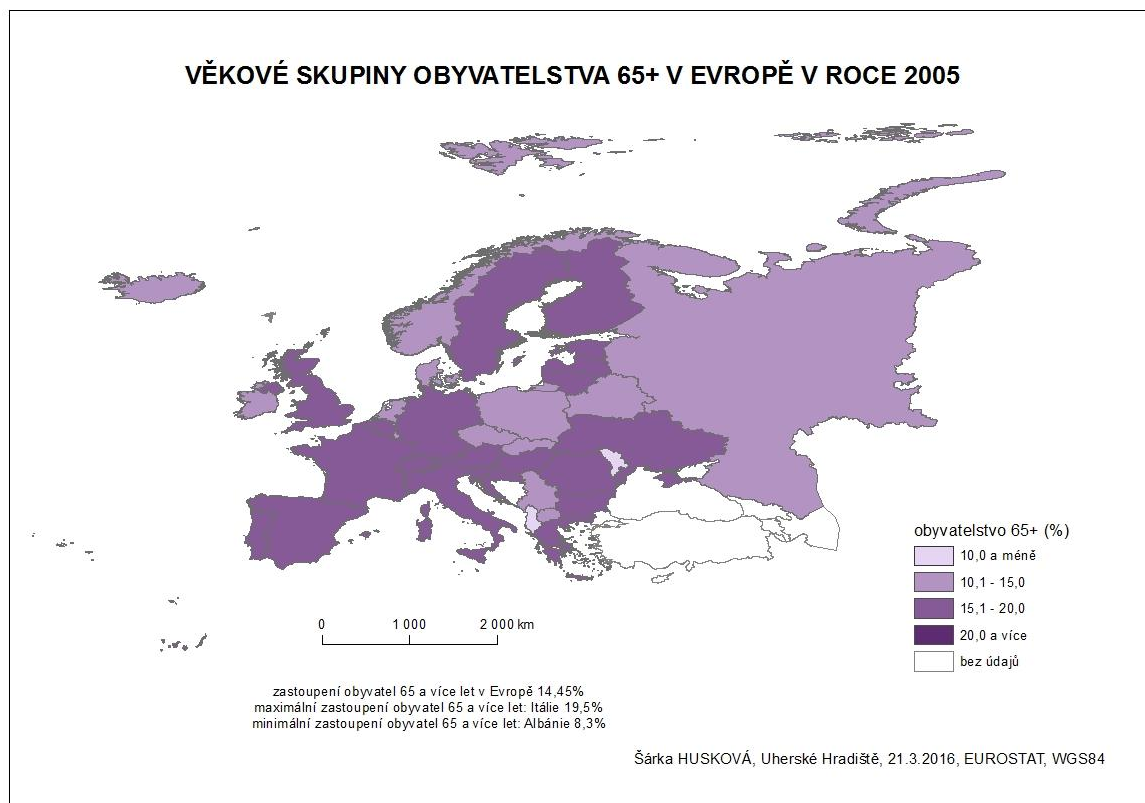 VĚKOVÉ SKUPINY OBYVATELSTVA 65+ V EVROPĚ V ROCE 2005
obyvatelstvo 65+ (%)
10,0 a méně
10,1 - 15,0
15,1 - 20,0
20,0 a více
bez údajů
0 1 000 2 000 km
zastoupení obyvatel 65 a více let v Evropě 14,45%
maximální zastoupení obyvatel 65 a více let: Itálie 19,5%
minimální zastoupení obyvatel 65 a více let: Albánie 8,3%
Šárka HUSKOVÁ, Uherské Hradiště, 21.3.2016, EUROSTAT, WGS84